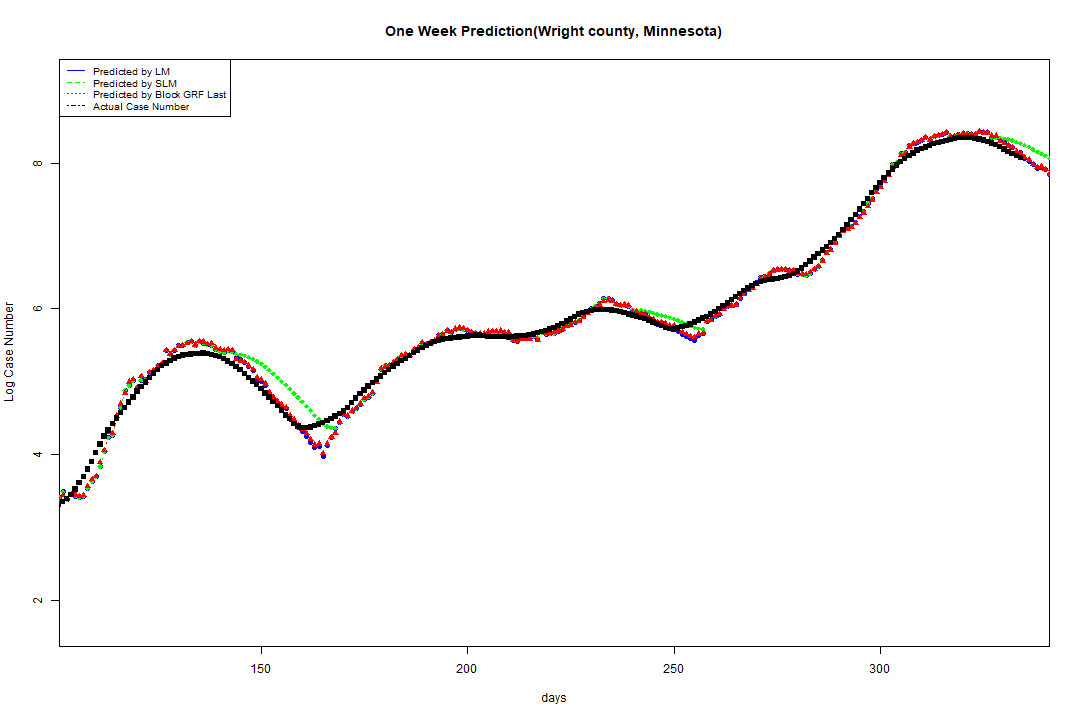 One Week Prediction(Wright county, Minnesota)
Predicted by LM
Predicted by SLM
Predicted by Block GRF Last
Actual Case Number
8
6
4
2
Log Case Number
150 200 250 300
days